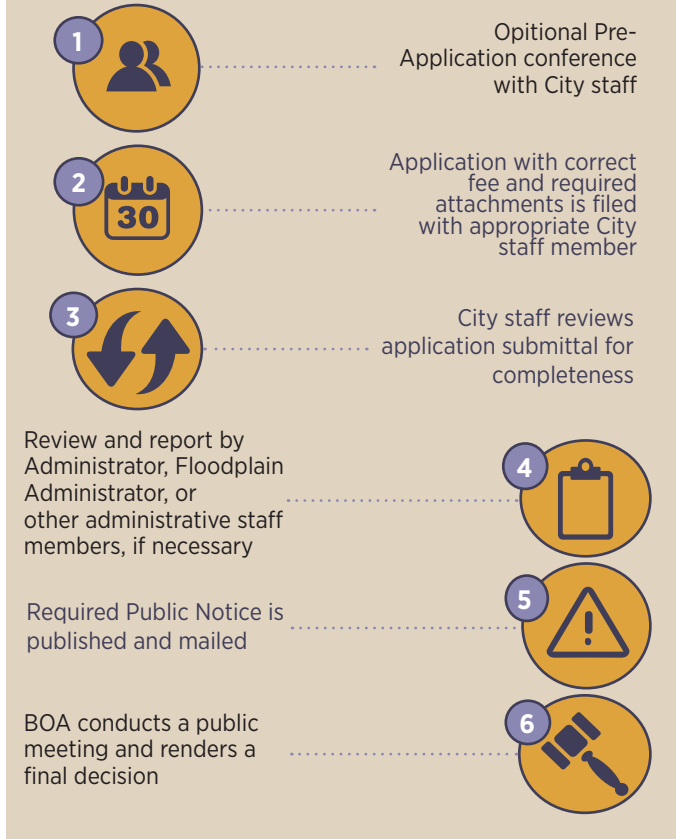 1
Opitional Pre-
Application conference
with City staff
2
30
Application with correct
fee and required
attachments is filed
with appropriate City
staff member
3
City staff reviews
application submittal for
completeness
Review and report by
Administrator, Floodplain
Administrator, or
other administrative staff
members, if necessary
4
Required Public Notice is
published and mailed
5
BOA conducts a public
meeting and renders a
final decision
6